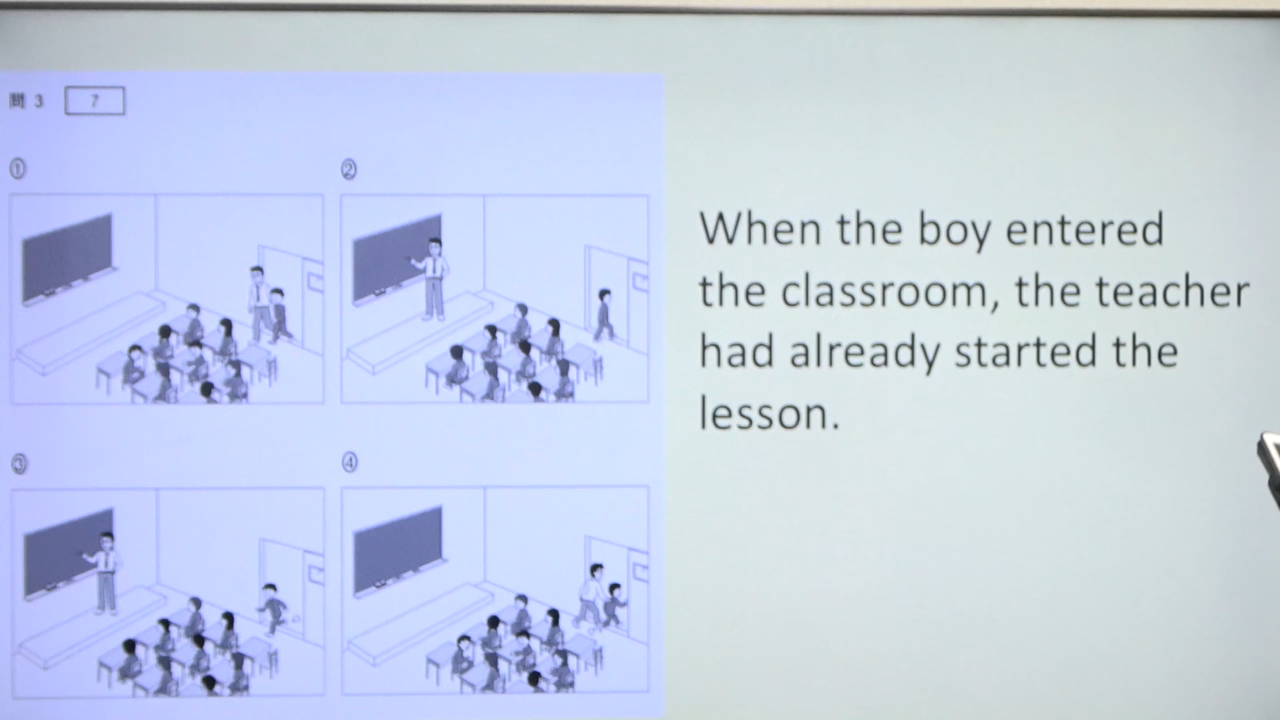 問 3 7
①
②
③
④
When the boy entered
the classroom, the teacher
had already started the
lesson.